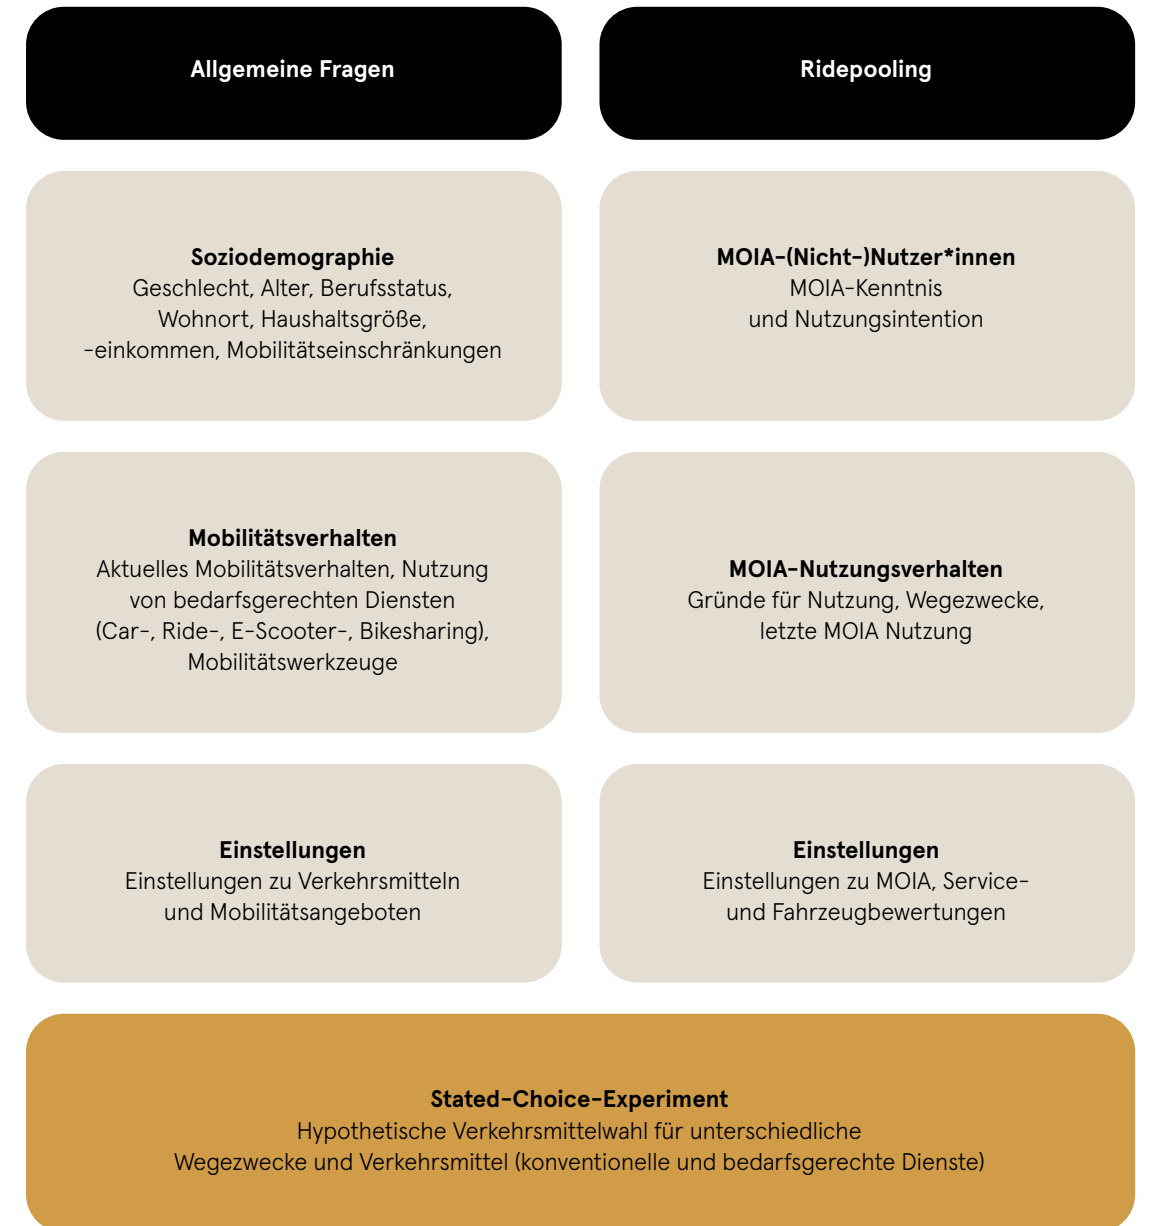 Allgemeine Fragen
Ridepooling
Soziodemographie
Geschlecht, Alter, Berufsstatus,
Wohnort, Haushaltsgröße,
-einkommen, Mobilitätseinschränkungen
MOIA-(Nicht-)Nutzer*innen
MOIA-Kenntnis
und Nutzungsintention
Mobilitätsverhalten
Aktuelles Mobilitätsverhalten, Nutzung
von bedarfsgerechten Diensten
(Car-, Ride-, E-Scooter-, Bikesharing),
Mobilitätswerkzeuge
MOIA-Nutzungsverhalten
Gründe für Nutzung, Wegezwecke,
letzte MOIA Nutzung
Einstellungen
Einstellungen zu Verkehrsmitteln
und Mobilitätsangeboten
Einstellungen
Einstellungen zu MOIA, Service-
und Fahrzeugbewertungen
Stated-Choice-Experiment
Hypothetische Verkehrsmittelwahl für unterschiedliche
Wegezwecke und Verkehrsmittel (konventionelle und bedarfsgerechte Dienste)